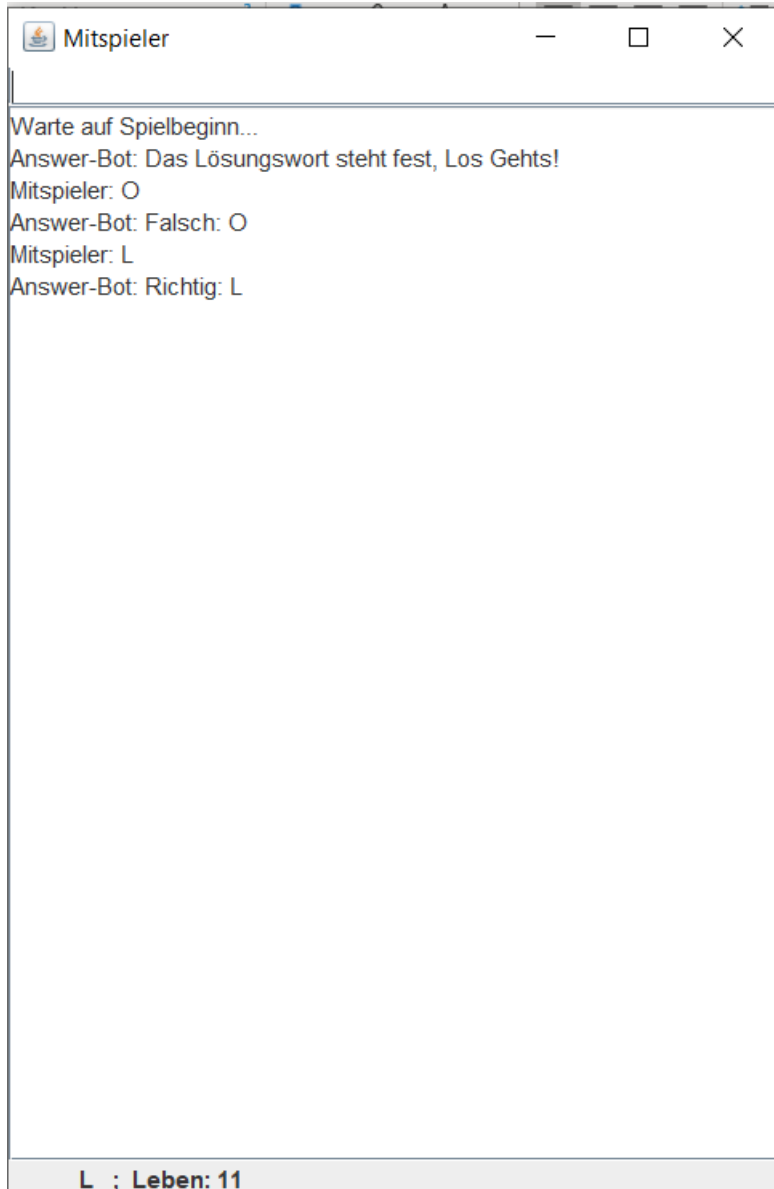 Mitspieler
Warte auf Spielbeginn...
Answer-Bot: Das Lösungswort steht fest, Los Gehts!
Mitspieler: O
Answer-Bot: Falsch: O
Mitspieler: L
Answer-Bot: Richtig: L
L ; Leben: 11